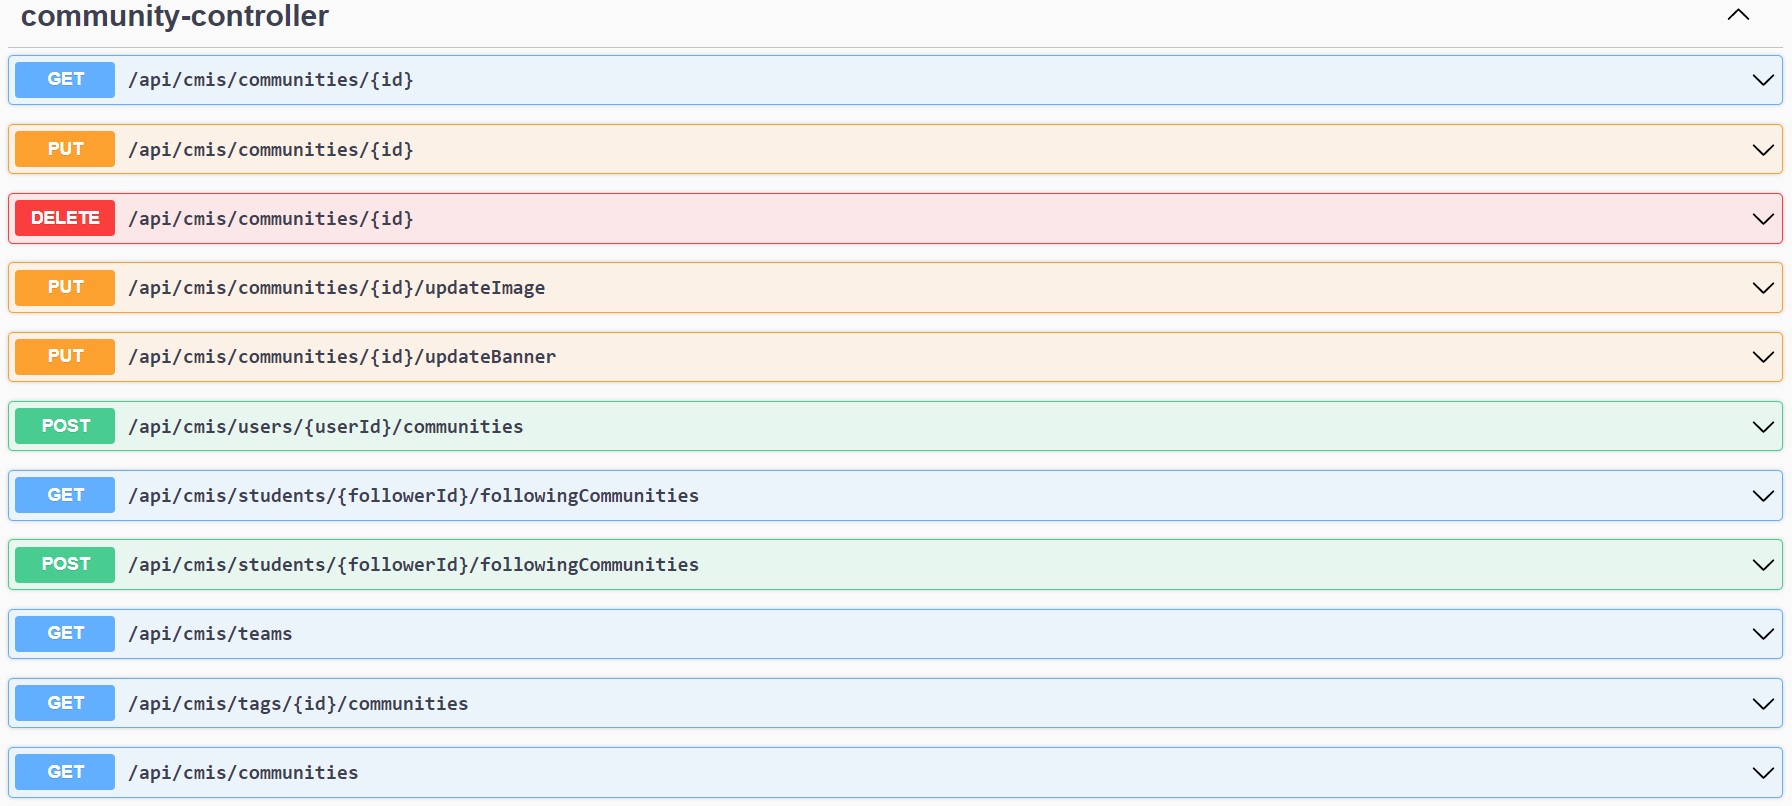 community-controller
GET /api/cmis/communities/{id}
PUT /api/cmis/communities/{id}
DELETE /api/cmis/communities/{id}
PUT /api/cmis/communities/{id}/updateImage
PUT /api/cmis/communities/{id}/updateBanner
POST /api/cmis/users/{userId}/communities
GET /api/cmis/students/{followerId}/followingCommunities
POST /api/cmis/students/{followerId}/followingCommunities
GET /api/cmis/teams
GET /api/cmis/tags/{id}/communities
GET /api/cmis/communities